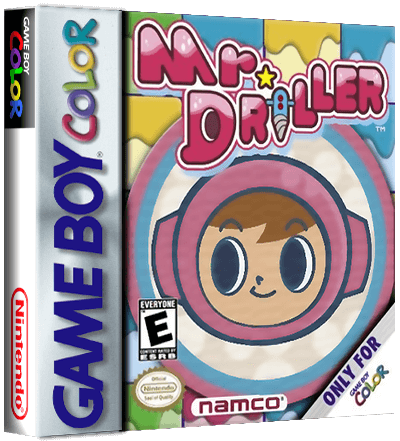 GAME BOY
COLOR
Nintendo
GAME BOY COLOR
Mr.
DRILLER
TM
EVERYONE
E
CONTENT RATED BY
ESRB
Official
Nintendo
Seal of Quality
namco
ONLY FOR
GAME BOY
COLOR